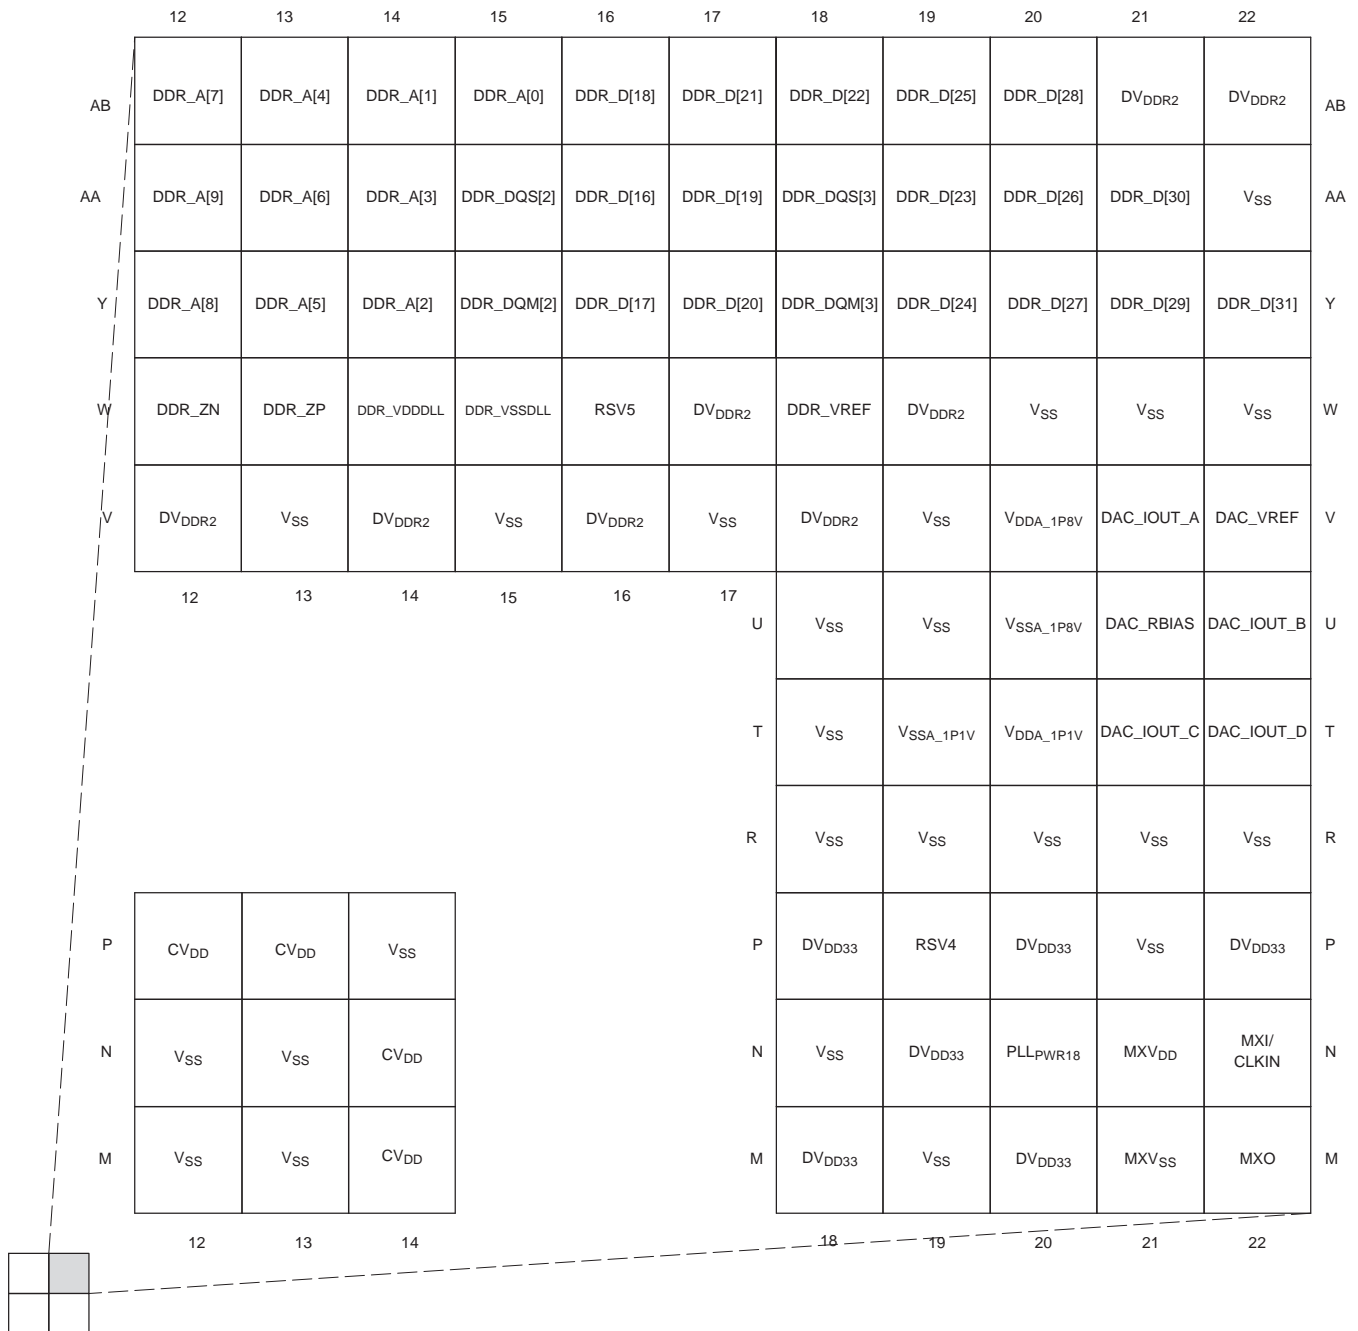 12 13 14 15 16 17 18 19 20 21 22
AB DDR_A[7] DDR_A[4] DDR_A[1] DDR_A[0] DDR_D[18] DDR_D[21] DDR_D[22] DDR_D[25] DDR_D[28] DVDDR2 DVDDR2 AB
AA DDR_A[9] DDR_A[6] DDR_A[3] DDR_DQS[2] DDR_D[16] DDR_D[19] DDR_DQS[3] DDR_D[23] DDR_D[26] DDR_D[30] VSS AA
Y DDR_A[8] DDR_A[5] DDR_A[2] DDR_DQM[2] DDR_D[17] DDR_D[20] DDR_DQM[3] DDR_D[24] DDR_D[27] DDR_D[29] DDR_D[31] Y
W DDR_ZN DDR_ZP DDR_VDDDLL DDR_VSSDLL RSV5 DVDDR2 DDR_VREF DVDDR2 VSS VSS VSS W
V DVDDR2 VSS DVDDR2 VSS DVDDR2 VSS DVDDR2 VSS VDDA_1P8V DAC_IOUT_A DAC_VREF V
12 13 14 15 16 17
U VSS VSS VSSA_1P8V DAC_RBIAS DAC_IOUT_B U
T VSS VSSA_1P1V VDDA_1P1V DAC_IOUT_C DAC_IOUT_D T
R VSS VSS VSS VSS VSS R
P CVDD CVDD VSS P DVDD33 RSV4 DVDD33 VSS DVDD33 P
N VSS VSS CVDD N VSS DVDD33 PLLPWR18 MXVDD MXI/
CLKIN N
M VSS VSS CVDD M DVDD33 VSS DVDD33 MXVSS MXO M
12 13 14 18 19 20 21 22